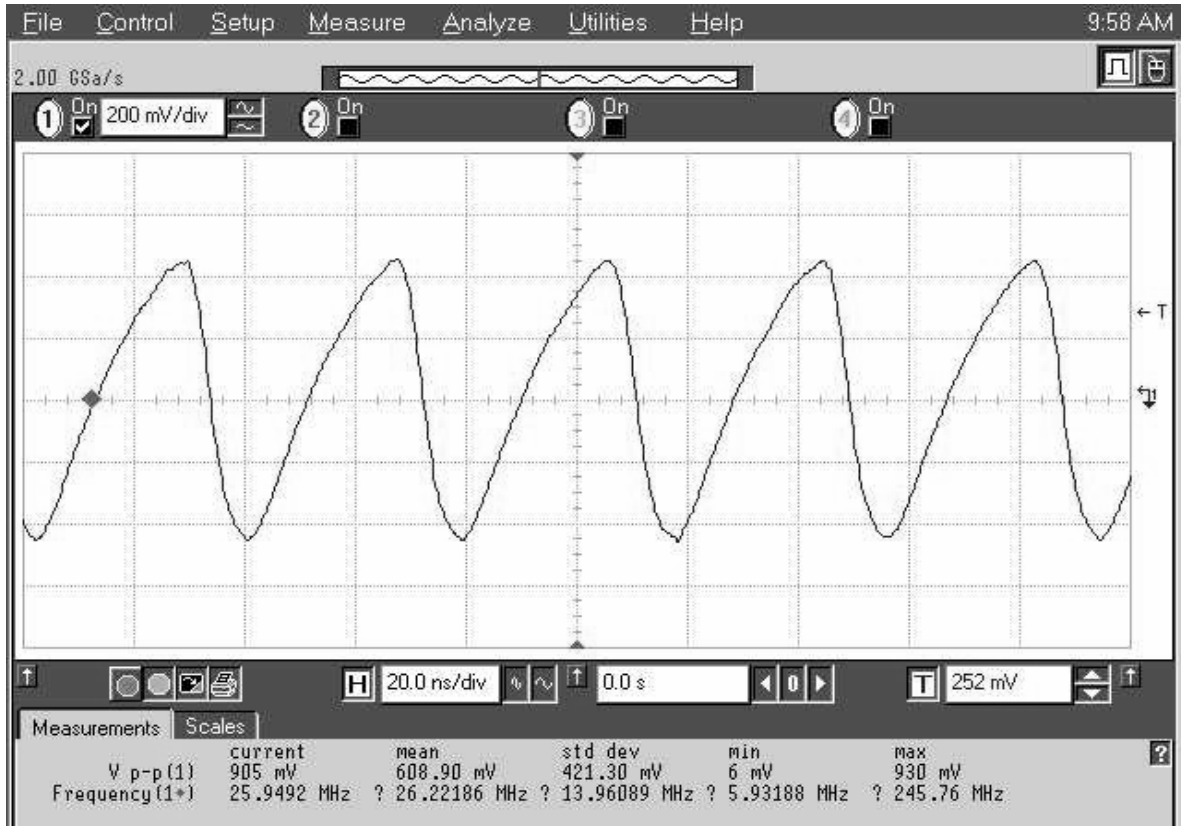 File Control Setup Measure Analyze Utilities Help 9:58 AM
2.00 GSa/s
1 On 200 mV/div 2 On 3 On 4 On
T
H 20.0 ns/div 0.0 s 0 T 252 mV
Measurements Scales
current mean std dev min max
V p-p(1) 905 mV 608.90 mV 421.30 mV 6 mV 930 mV
Frequency(1*) 25.9492 MHz ? 26.22186 MHz ? 13.96089 MHz ? 5.93188 MHz ? 245.76 MHz
?